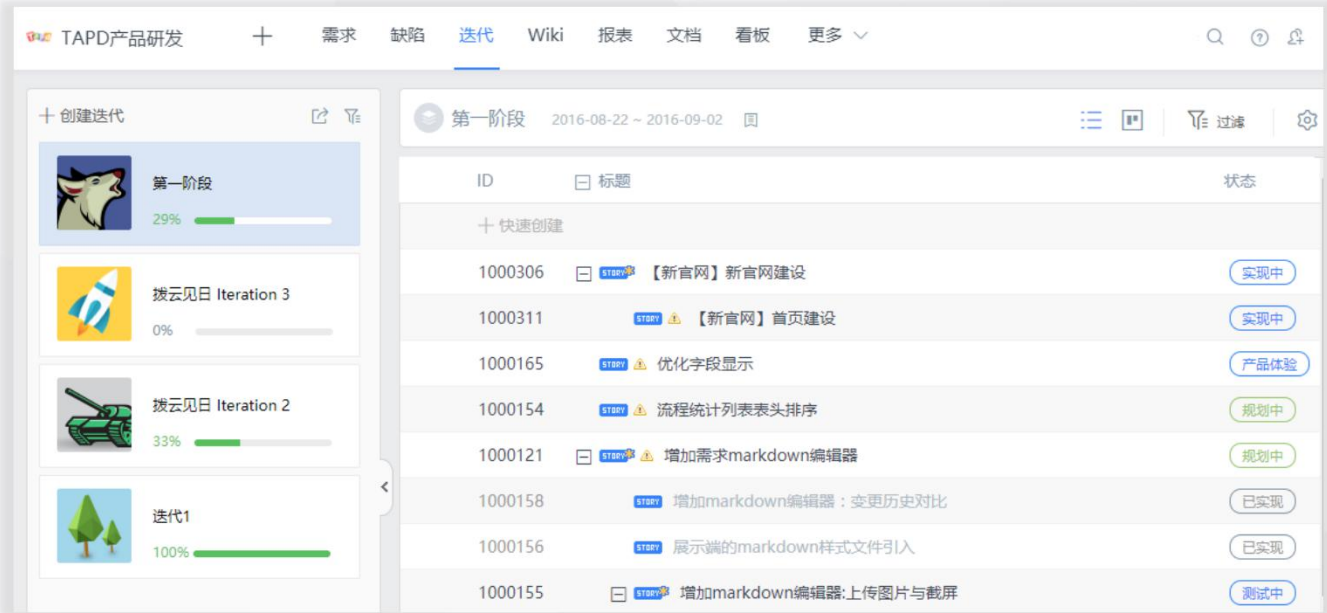 TAPD产品研发 需求 缺陷 迭代 Wiki 报表 文档 看板 更多
创建迭代
第一阶段
29%
拨云见日 Iteration 3
0%
拨云见日 Iteration 2
33%
迭代1
100%
第一阶段 2016-08-22 ~ 2016-09-02 过滤
ID 标题 状态
快速创建
1000306 STORY 【新官网】新官网建设 实现中
1000311 STORY 【新官网】首页建设 实现中
1000165 STORY 优化字段显示 产品体验
1000154 STORY 流程统计列表表头排序 规划中
1000121 STORY 增加需求markdown编辑器 规划中
1000158 STORY 增加markdown编辑器：变更历史对比 已实现
1000156 STORY 展示端的markdown样式文件引入 已实现
1000155 STORY 增加markdown编辑器:上传图片与截屏 测试中